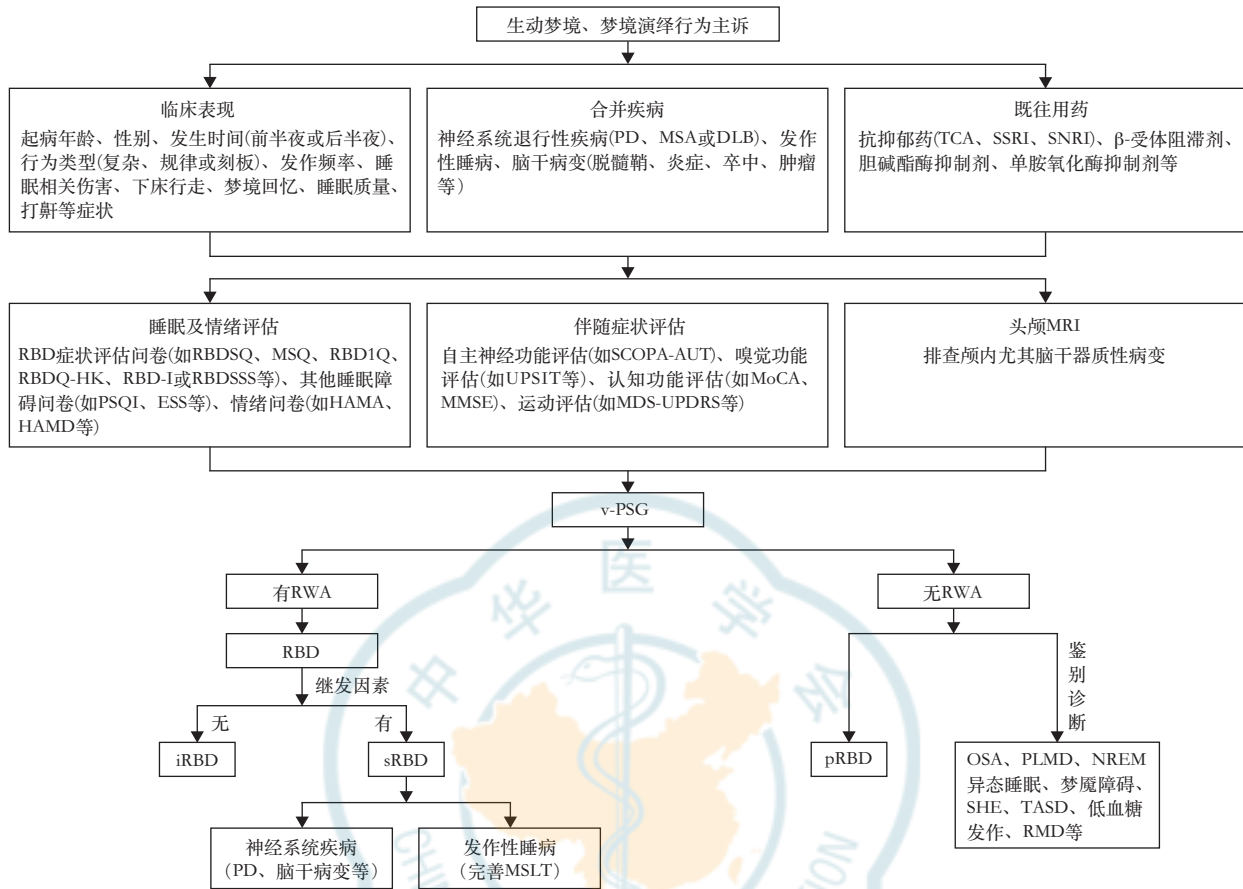 生动梦境、梦境演绎行为主诉
临床表现
起病年龄、性别、发生时间(前半夜或后半夜)、
行为类型(复杂、规律或刻板)、发作频率、睡
眠相关伤害、下床行走、梦境回忆、睡眠质量、
打鼾等症状
合并疾病
神经系统退行性疾病(PD、MSA或DLB)、发作
性睡病、脑干病变(脱髓鞘、炎症、卒中、肿瘤
等)
既往用药
抗抑郁药(TCA、SSRI、SNRI)、β-受体阻滞剂、
胆碱酯酶抑制剂、单胺氧化酶抑制剂等
睡眠及情绪评估
RBD症状评估问卷(如RBDSQ、MSQ、RBD1Q、
RBDQ-HK、RBD-I或RBDSSS等)、其他睡眠障
碍问卷(如PSQI、ESS等)、情绪问卷(如HAMA、
HAMD等)
伴随症状评估
自主神经功能评估(如SCOPA-AUT)、嗅觉功能
评估(如UPSIT等)、认知功能评估(如MoCA、
MMSE)、运动评估(如MDS-UPDRS等)
头颅MRI
排查颅内尤其脑干器质性病变
v-PSG
有RWA
无RWA
RBD
继发因素
无
有
iRBD
sRBD
神经系统疾病
(PD、脑干病变等)
发作性睡病
(完善MSLT)
鉴别诊断
pRBD
OSA、PLMD、NREM
异态睡眠、梦魇障碍、
SHE、TASD、低血糖
发作、RMD等
中华医学会
CHIN
NOI